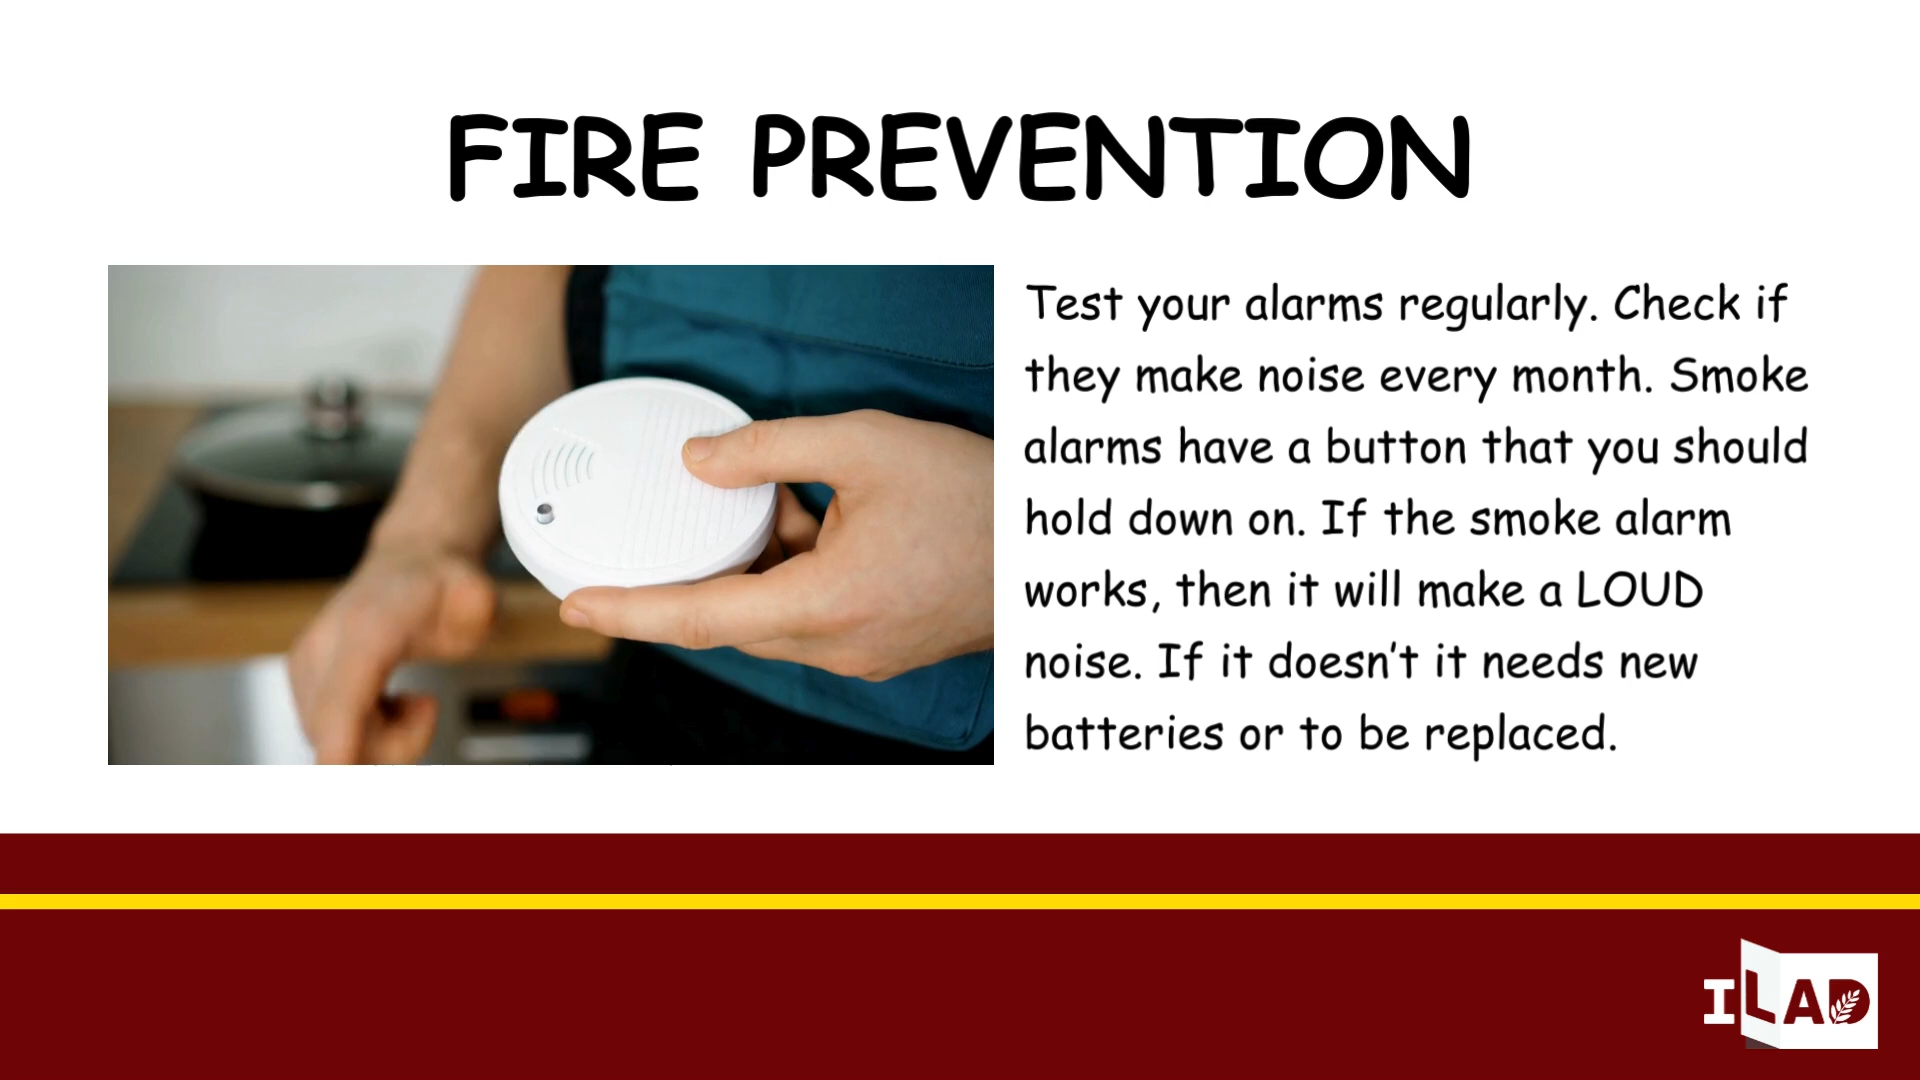 FIRE PREVENTION
Test your alarms regularly. Check if
they make noise every month. Smoke
alarms have a button that you should
hold down on. If the smoke alarm
works, then it will make a LOUD
noise. If it doesn’t it needs new
batteries or to be replaced.
ILAD